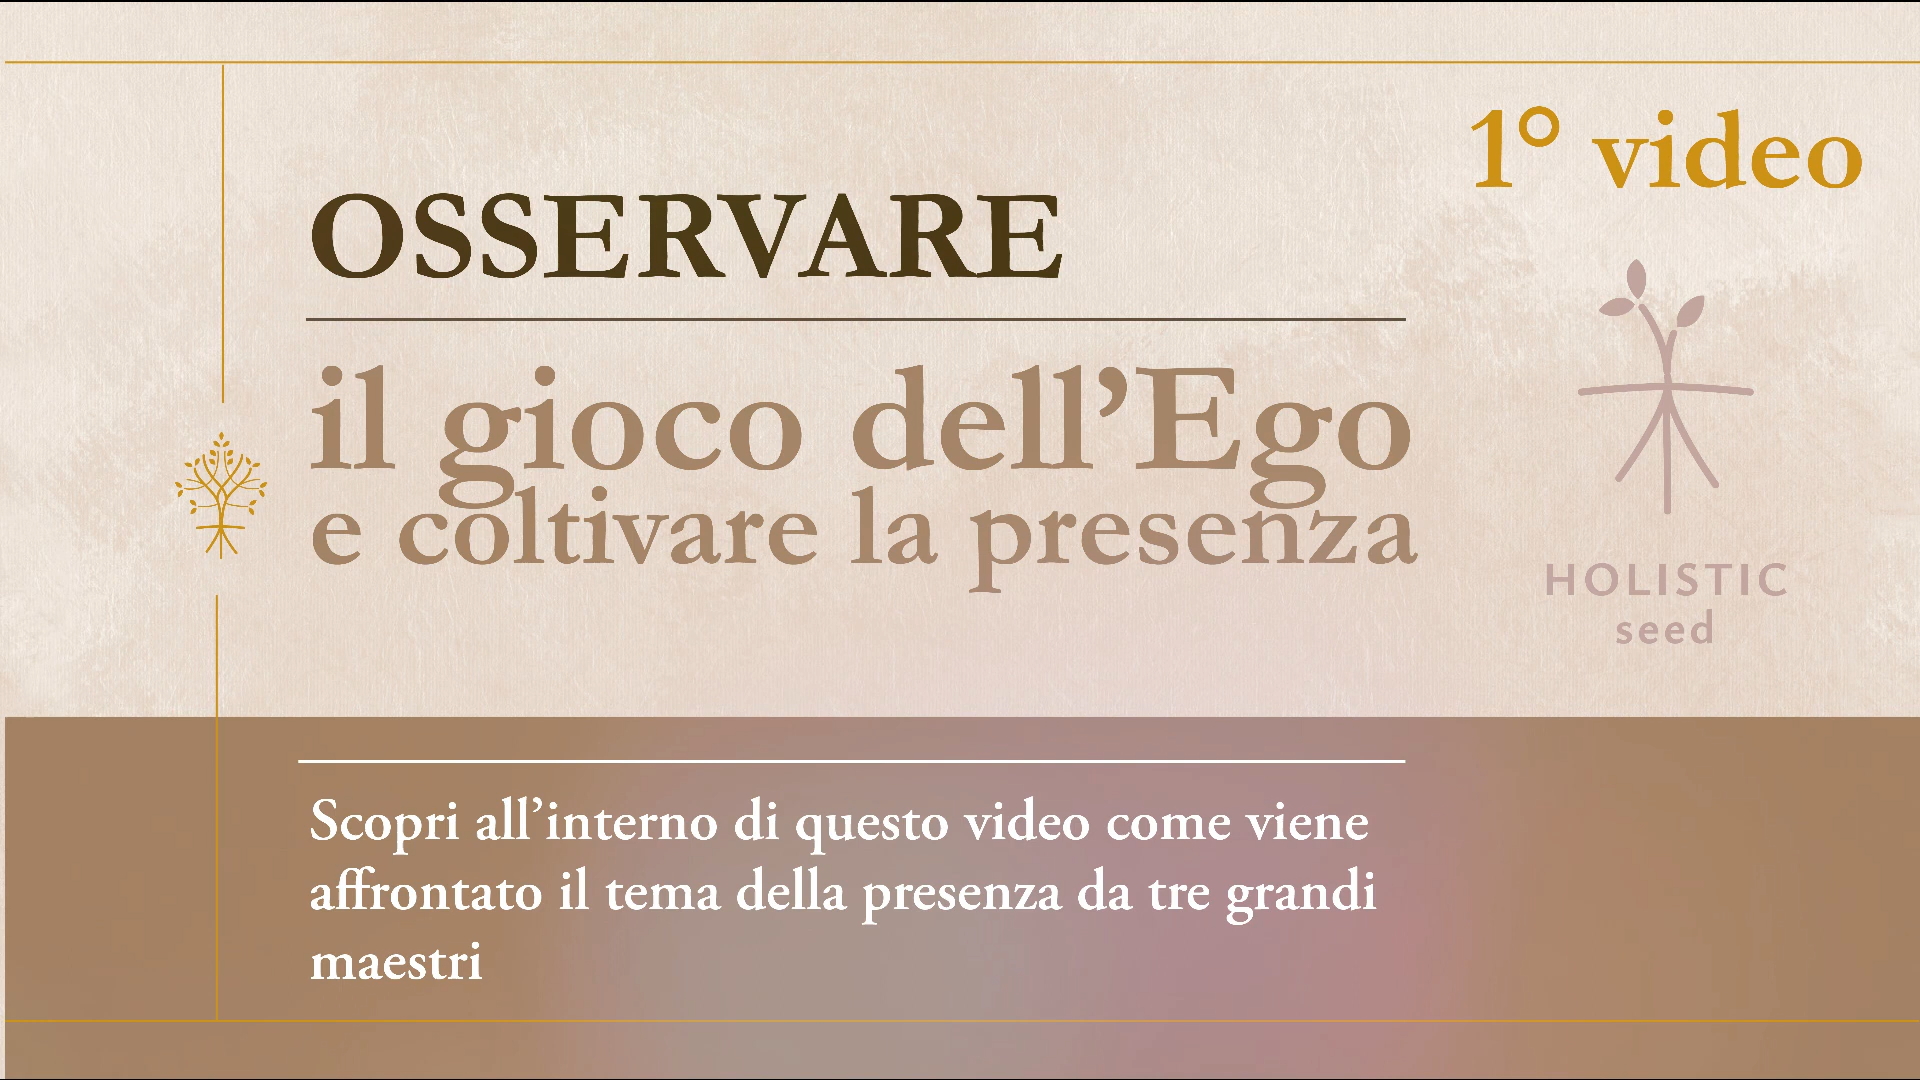 1° video
OSSERVARE
il gioco dell’Ego
e coltivare la presenza
HOLISTIC
seed
Scopri all’interno di questo video come viene
affrontato il tema della presenza da tre grandi
maestri